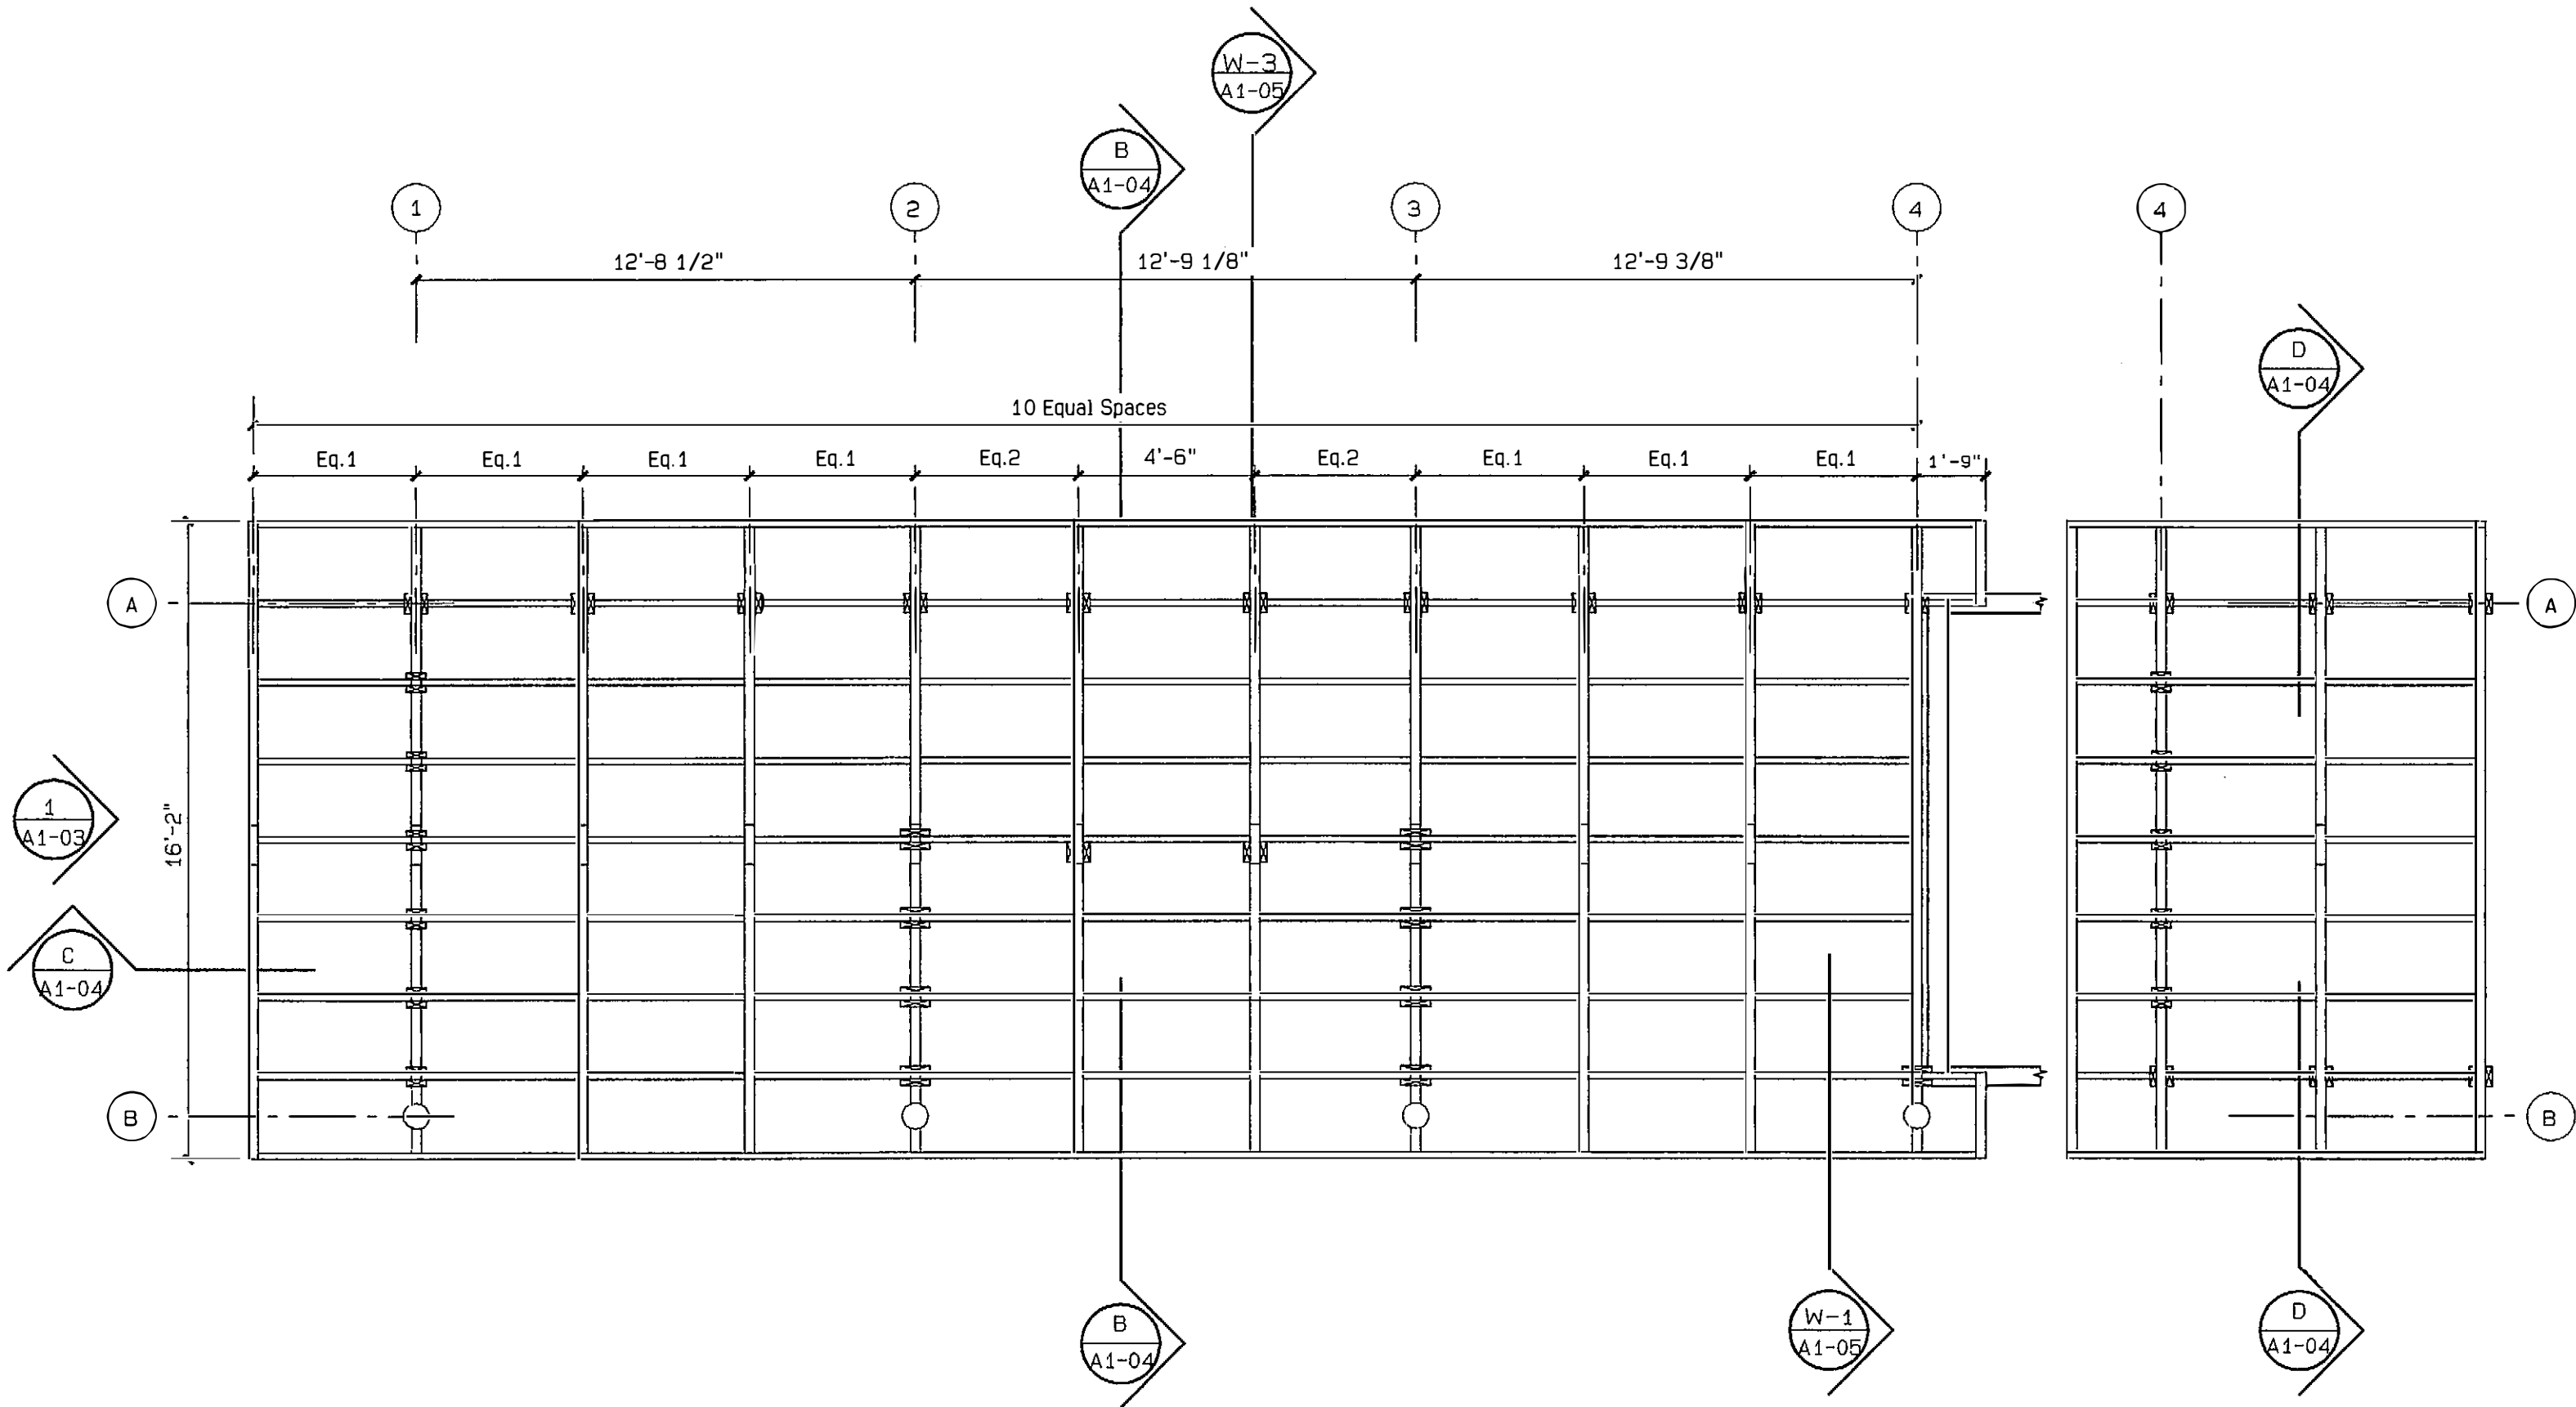 W-3
A1-05
B
A1-04
1
2
3
4
4
12'-8 1/2"
12'-9 1/8"
12'-9 3/8"
D
A1-04
10 Equal Spaces
Eq.1
Eq.1
Eq.1
Eq.1
Eq.2
4'-6"
Eq.2
Eq.1
Eq.1
Eq.1
1'-9"
A
A
1
A1-03
16'-2"
C
A1-04
B
B
B
A1-04
W-1
A1-05
D
A1-04